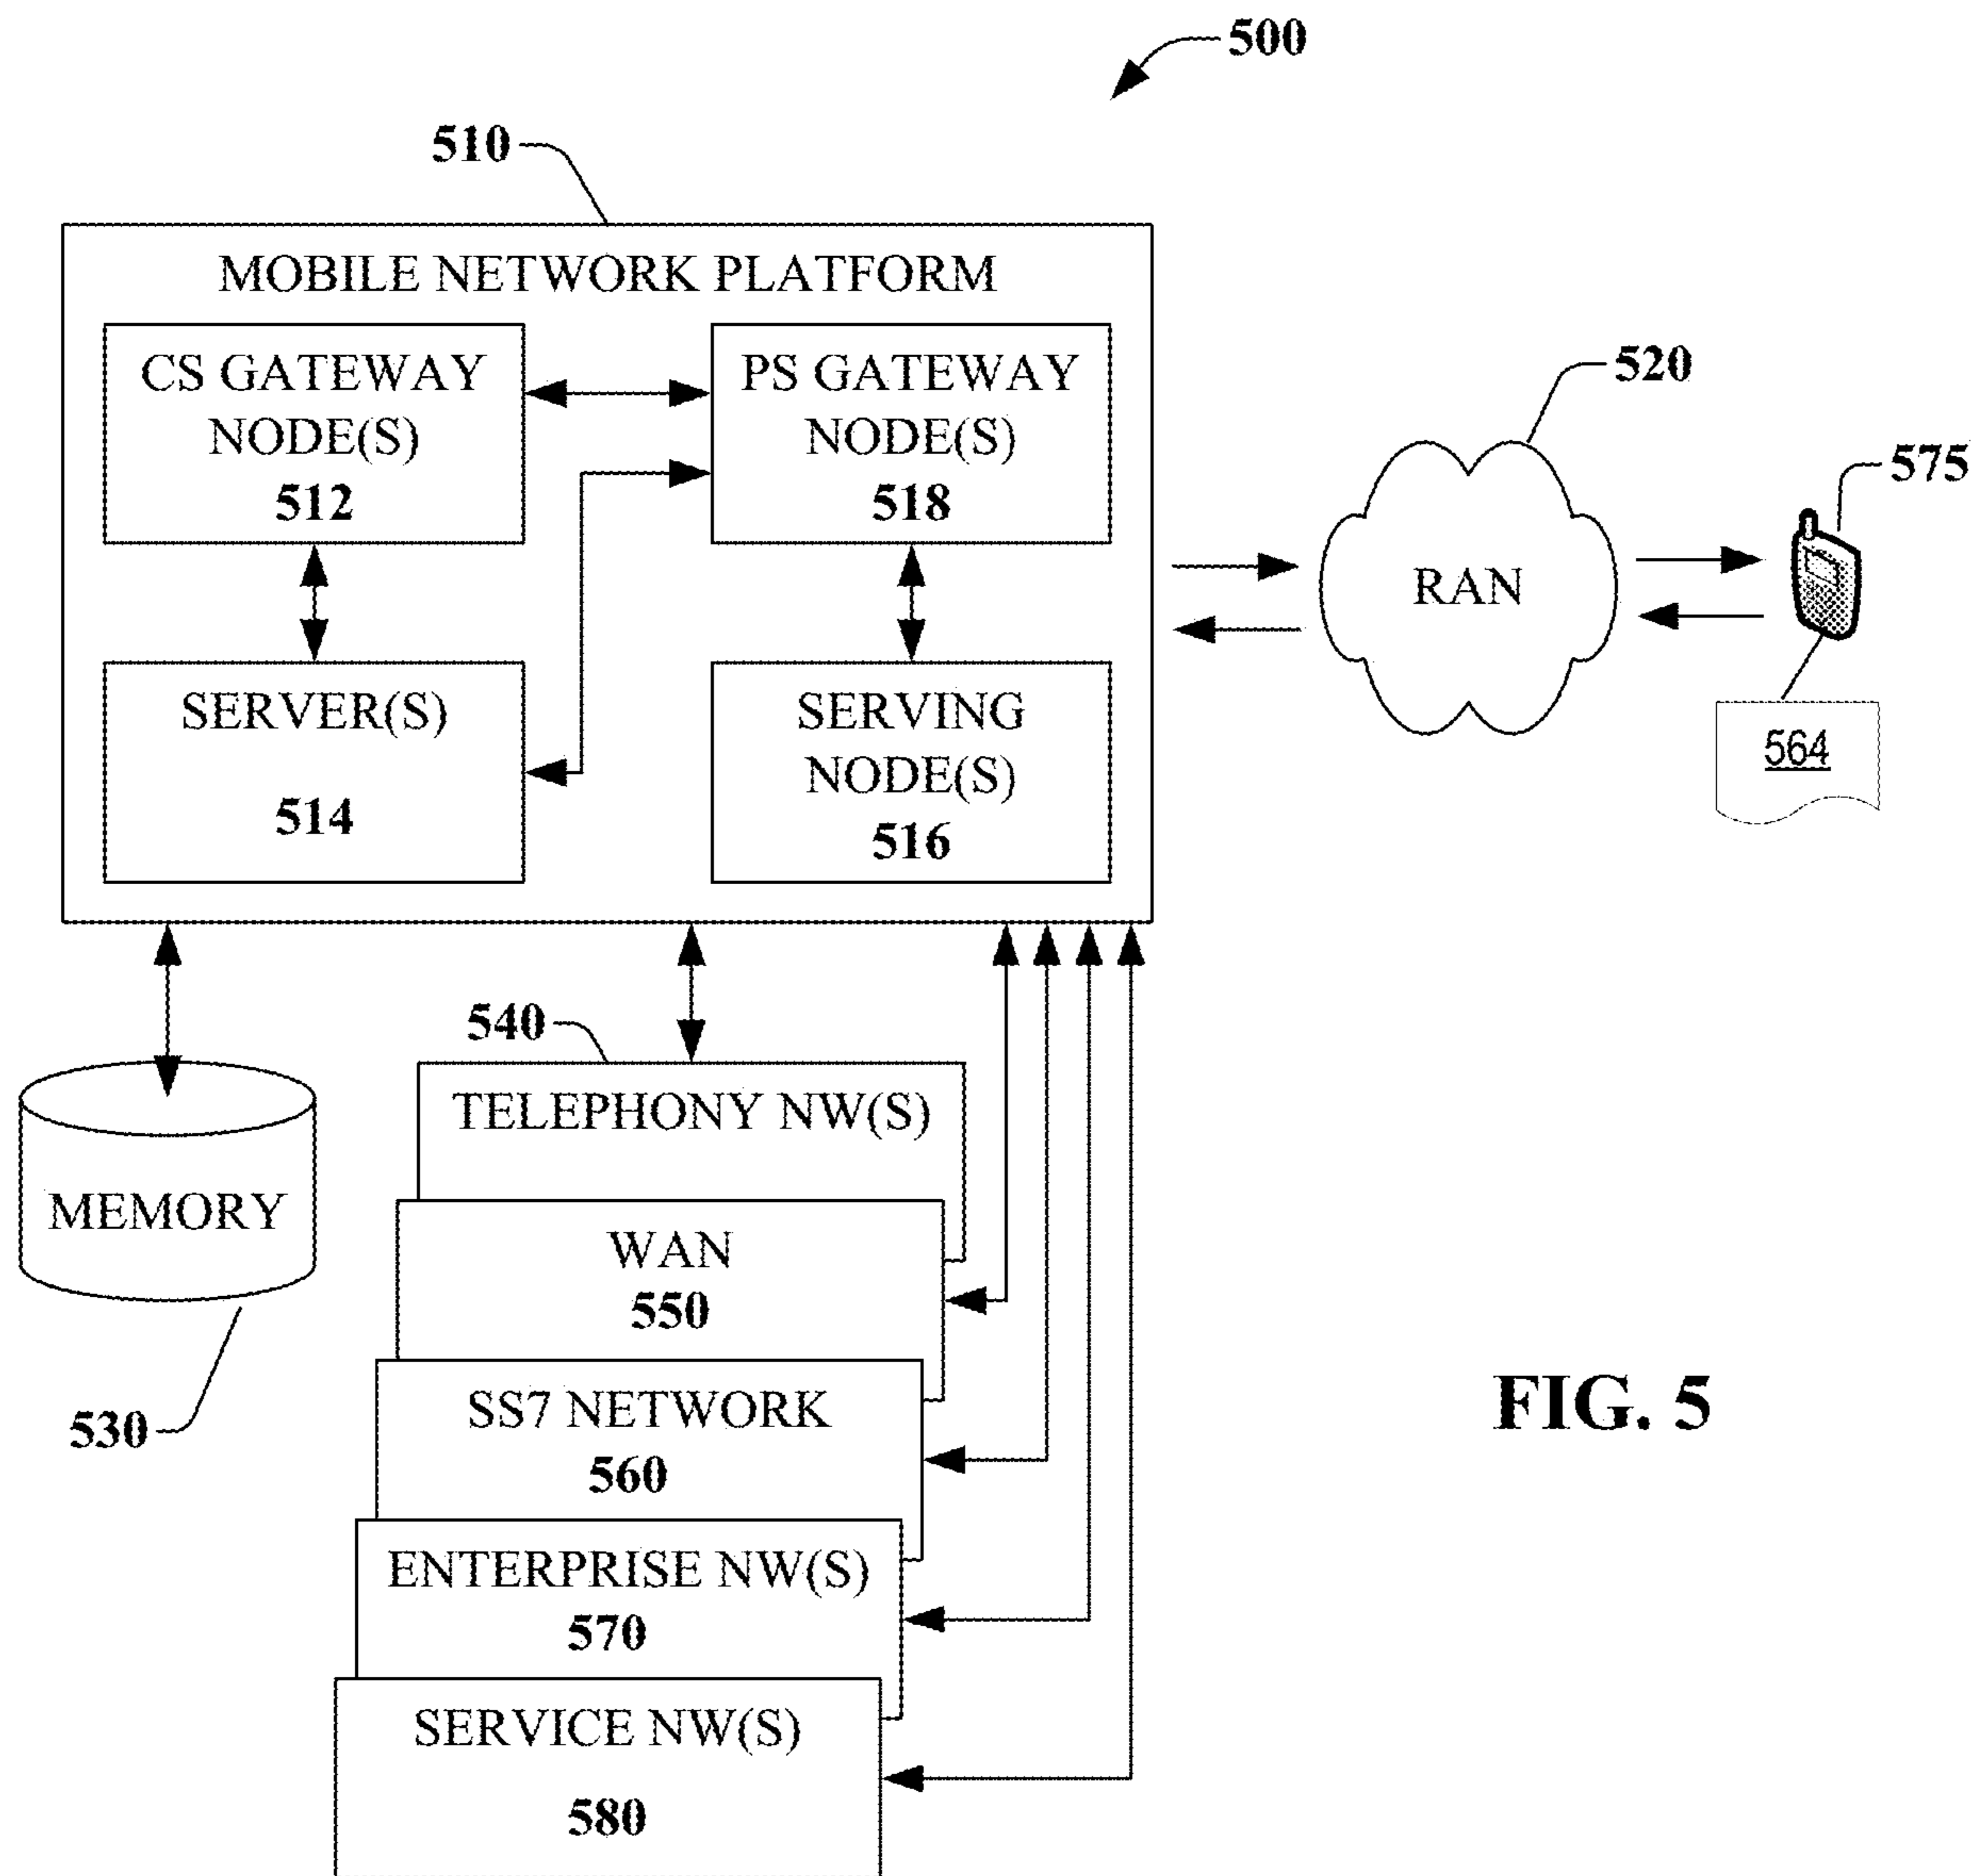 500
510
MOBILE NETWORK PLATFORM
CS GATEWAY
NODE(S)
512
PS GATEWAY
NODE(S)
518
SERVER(S)
514
SERVING
NODE(S)
516
520
RAN
575
564
540
TELEPHONY NW(S)
MEMORY
530
WAN
550
SS7 NETWORK
560
ENTERPRISE NW(S)
570
SERVICE NW(S)
580
FIG. 5